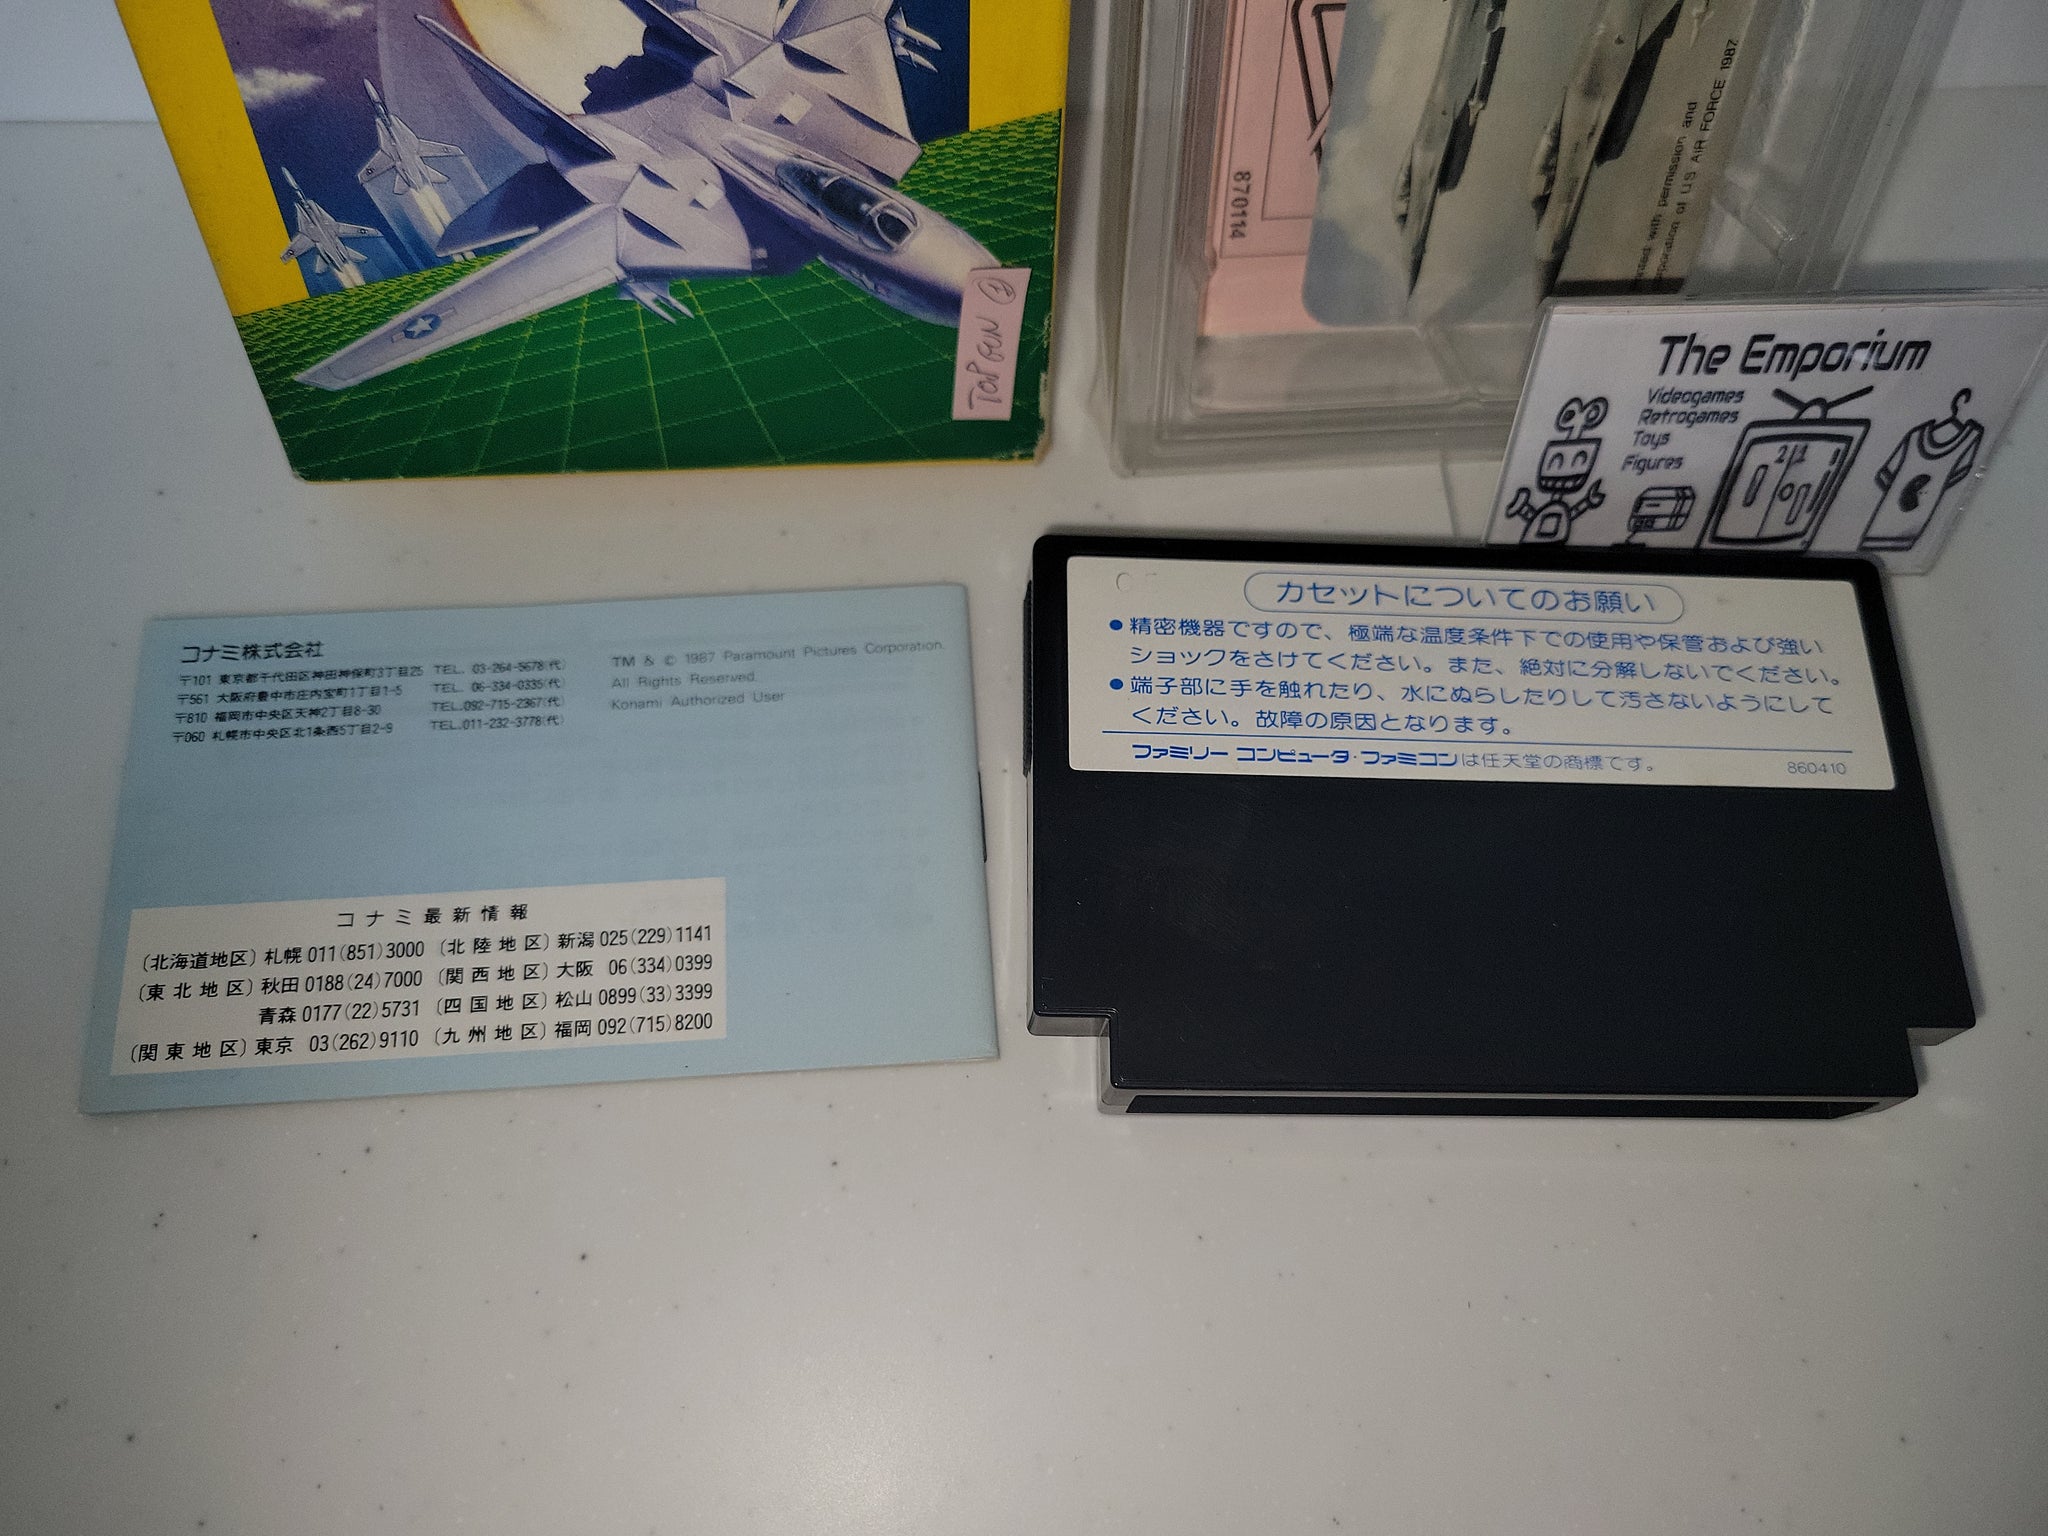 TOP GUN
870114
US AIR FORCE 1987
The Emporium
Videogames
Retrogames
Toys
Figures
コナミ株式会社
〒101 東京都千代田区神田神保町3丁目25 TEL. 03-264-5678(代)
〒561 大阪府豊中市庄内宝町1丁目1-5 TEL. 06-334-0335(代)
〒810 福岡市中央区天神2丁目8-30 TEL.092-715-2367(代)
〒060 札幌市中央区北1条西5丁目2-9 TEL.011-232-3778(代)
TM & © 1987 Paramount Pictures Corporation.
All Rights Reserved.
Konami Authorized User
コナミ最新情報
〔北海道地区〕札幌 011(851)3000 〔北陸地区〕新潟 025(229)1141
〔東北地区〕秋田 0188(24)7000 〔関西地区〕大阪 06(334)0399
青森 0177(22)5731 〔四国地区〕松山 0899(33)3399
〔関東地区〕東京 03(262)9110 〔九州地区〕福岡 092(715)8200
カセットについてのお願い
●精密機器ですので、極端な温度条件下での使用や保管および強い
ショックをさけてください。また、絶対に分解しないでください。
●端子部に手を触れたり、水にぬらしたりして汚さないようにして
ください。故障の原因となります。
ファミリー コンピュータ・ファミコンは任天堂の商標です。
860410